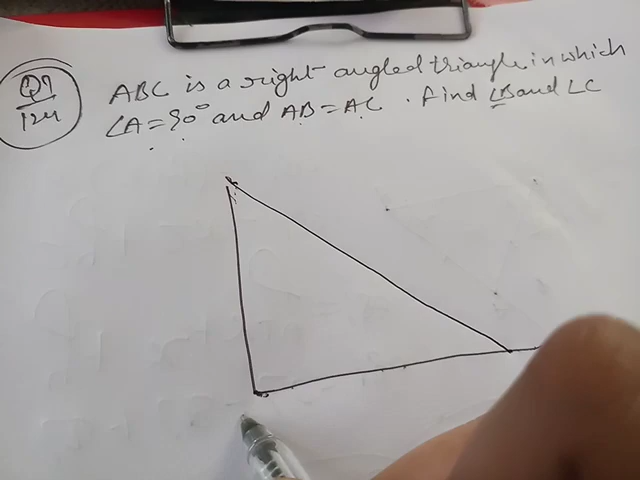 Q7
124
ABC is a right angled triangle in which
∠A = 90° and AB = AC . Find ∠B and ∠C
B